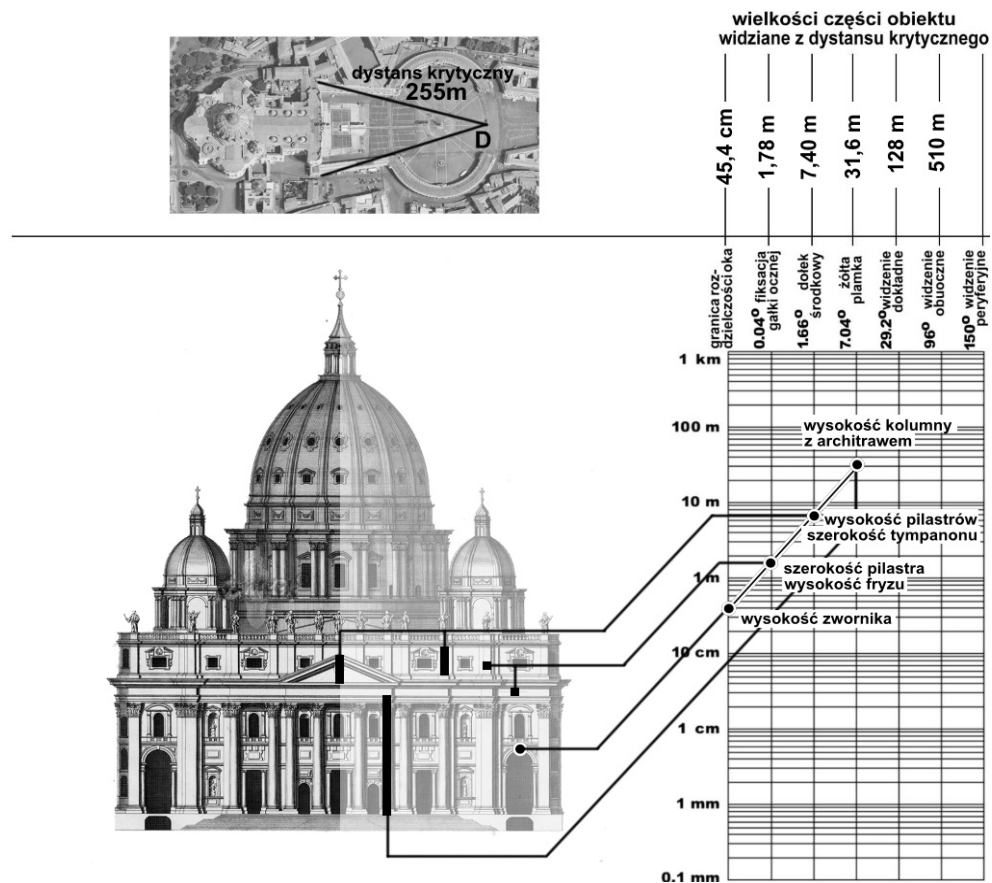 wielkości części obiektu
widziane z dystansu krytycznego
dystans krytyczny
255m
D
45,4 cm
1,78 m
7,40 m
31,6 m
128 m
510 m
granica roz-
dzielczości oka
0.04° fiksacja
gałki ocznej
1.66° dołek
środkowy
7.04° żółta
plamka
29.2° widzenie
dokładne
96° widzenie
obuoczne
150° widzenie
peryferyjne
1 km
100 m
10 m
1 m
10 cm
1 cm
1 mm
0.1 mm
wysokość kolumny
z architrawem
wysokość pilastrów
szerokość tympanonu
szerokość pilastra
wysokość fryzu
wysokość zwornika